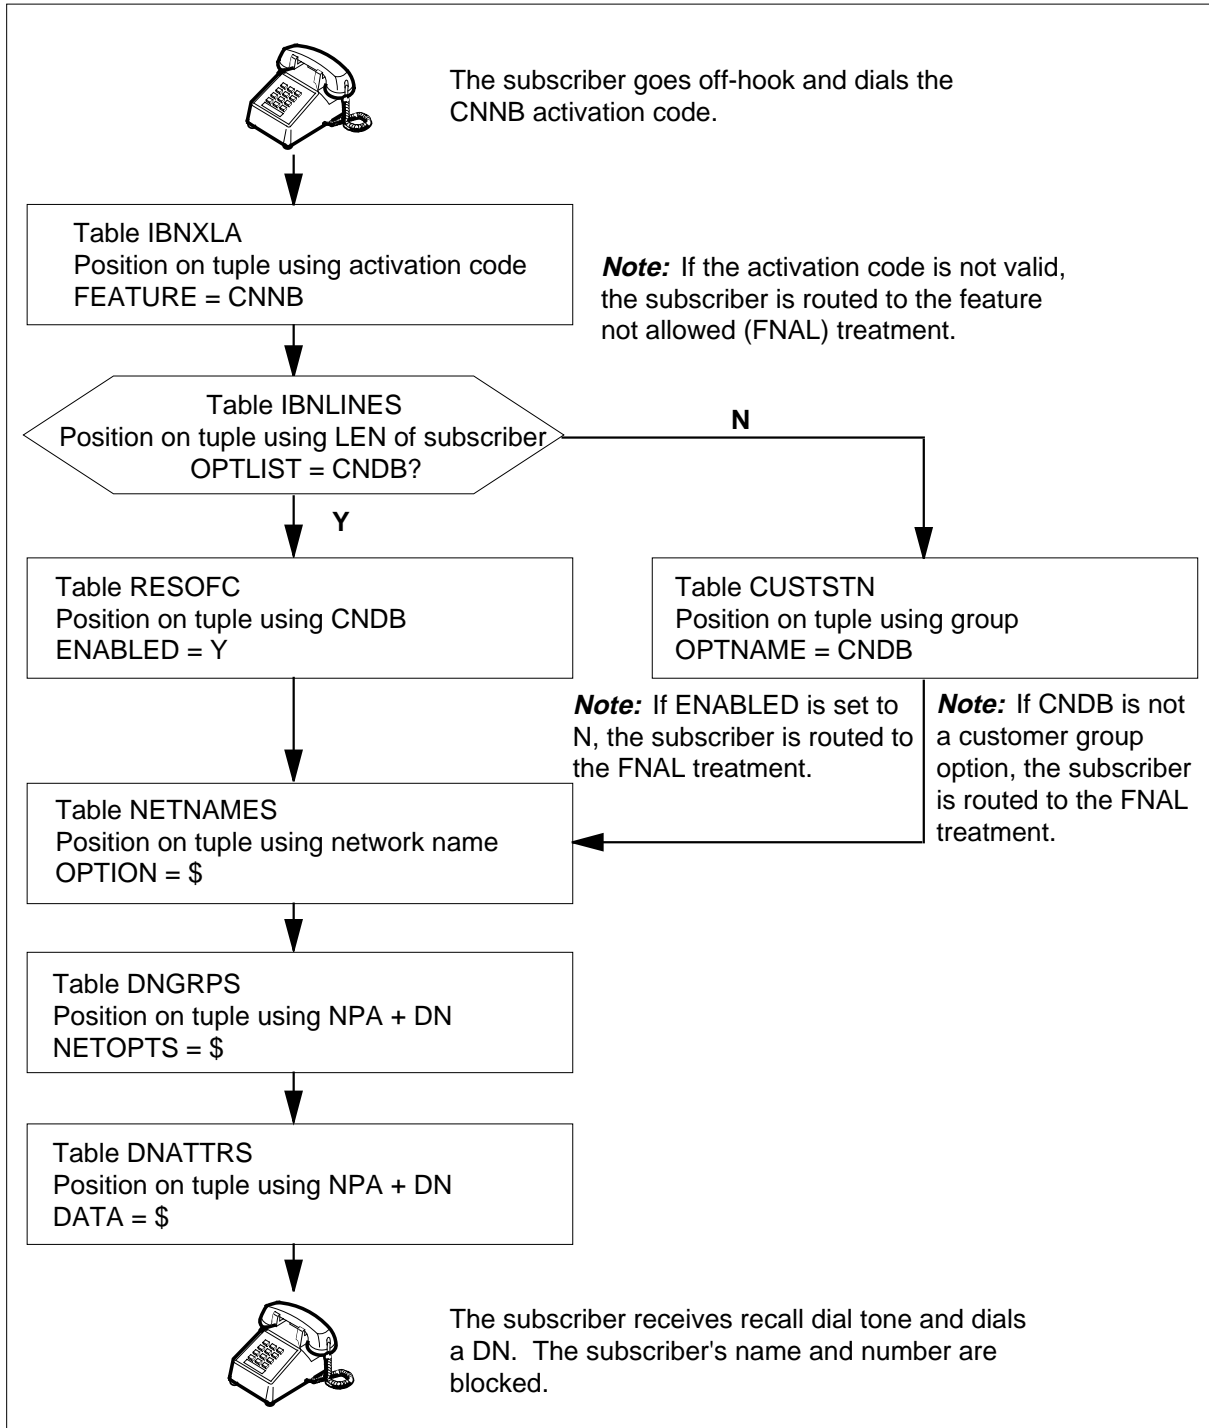 The subscriber goes off-hook and dials the
CNNB activation code.
Table IBNXLA
Position on tuple using activation code
FEATURE = CNNB
Note: If the activation code is not valid,
the subscriber is routed to the feature
not allowed (FNAL) treatment.
Table IBNLINES
Position on tuple using LEN of subscriber
OPTLIST = CNDB?
N
Y
Table RESOFC
Position on tuple using CNDB
ENABLED = Y
Table CUSTSTN
Position on tuple using group
OPTNAME = CNDB
Note: If ENABLED is set to
N, the subscriber is routed to
the FNAL treatment.
Note: If CNDB is not
a customer group
option, the subscriber
is routed to the FNAL
treatment.
Table NETNAMES
Position on tuple using network name
OPTION = $
Table DNGRPS
Position on tuple using NPA + DN
NETOPTS = $
Table DNATTRS
Position on tuple using NPA + DN
DATA = $
The subscriber receives recall dial tone and dials
a DN.  The subscriber's name and number are
blocked.